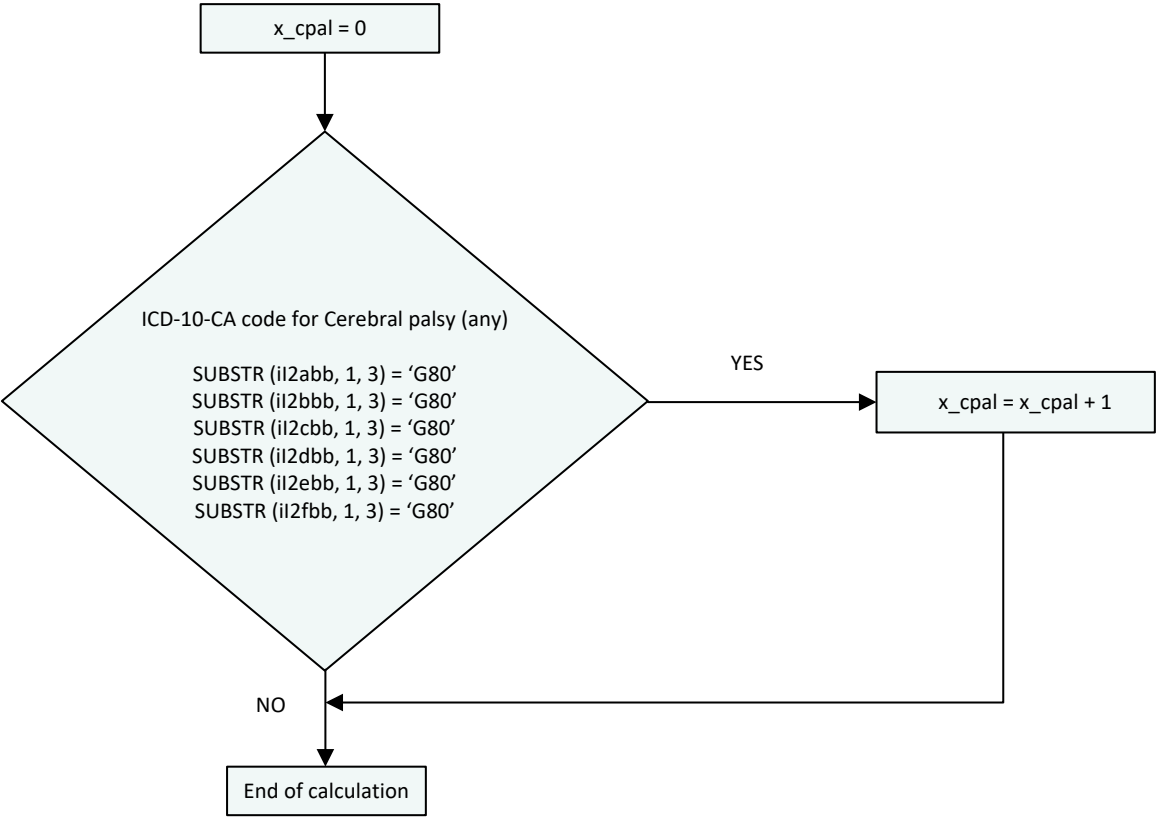 x_cpal = 0
ICD-10-CA code for Cerebral palsy (any)
SUBSTR (iI2abb, 1, 3) = ‘G80’
SUBSTR (iI2bbb, 1, 3) = ‘G80’
SUBSTR (iI2cbb, 1, 3) = ‘G80’
SUBSTR (iI2dbb, 1, 3) = ‘G80’
SUBSTR (iI2ebb, 1, 3) = ‘G80’
SUBSTR (iI2fbb, 1, 3) = ‘G80’
YES
x_cpal = x_cpal + 1
NO
End of calculation